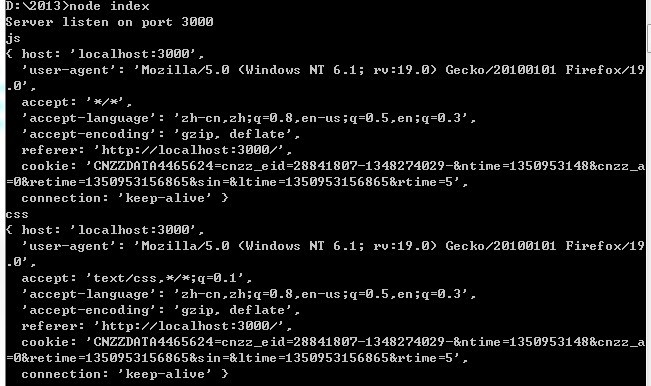 D:\2013>node index
Server listen on port 3000
js
{ host: 'localhost:3000',
  'user-agent': 'Mozilla/5.0 (Windows NT 6.1; rv:19.0) Gecko/20100101 Firefox/19
.0',
  accept: '*/*',
  'accept-language': 'zh-cn,zh;q=0.8,en-us;q=0.5,en;q=0.3',
  'accept-encoding': 'gzip, deflate',
  referer: 'http://localhost:3000/',
  cookie: 'CNZZDATA4465624=cnzz_eid=28841807-1348274029-&ntime=1350953148&cnzz_a
=0&retime=1350953156865&sin=&ltime=1350953156865&rtime=5',
  connection: 'keep-alive' }
css
{ host: 'localhost:3000',
  'user-agent': 'Mozilla/5.0 (Windows NT 6.1; rv:19.0) Gecko/20100101 Firefox/19
.0',
  accept: 'text/css,*/*;q=0.1',
  'accept-language': 'zh-cn,zh;q=0.8,en-us;q=0.5,en;q=0.3',
  'accept-encoding': 'gzip, deflate',
  referer: 'http://localhost:3000/',
  cookie: 'CNZZDATA4465624=cnzz_eid=28841807-1348274029-&ntime=1350953148&cnzz_a
=0&retime=1350953156865&sin=&ltime=1350953156865&rtime=5',
  connection: 'keep-alive' }